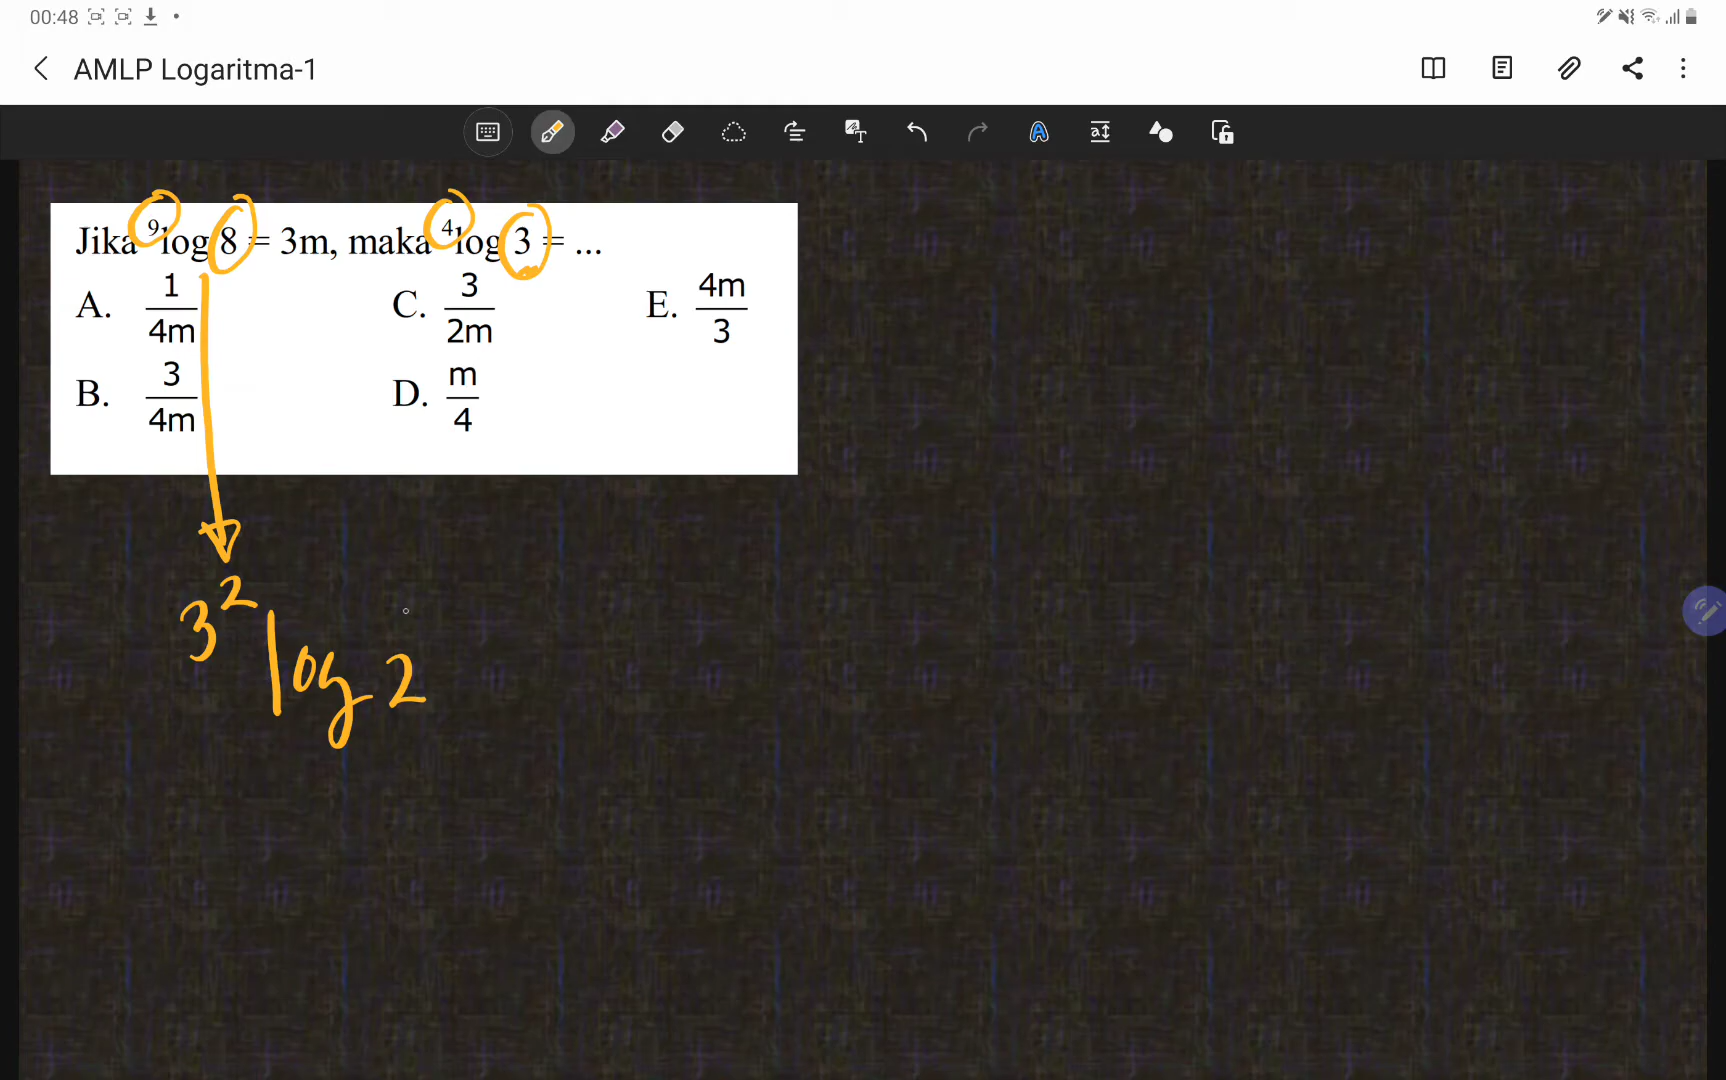 00:48
AMLP Logaritma-1
Jika ⁹log 8 = 3m, maka ⁴log 3 = ...
A. 1/4m C. 3/2m E. 4m/3
B. 3/4m D. m/4
3² log 2